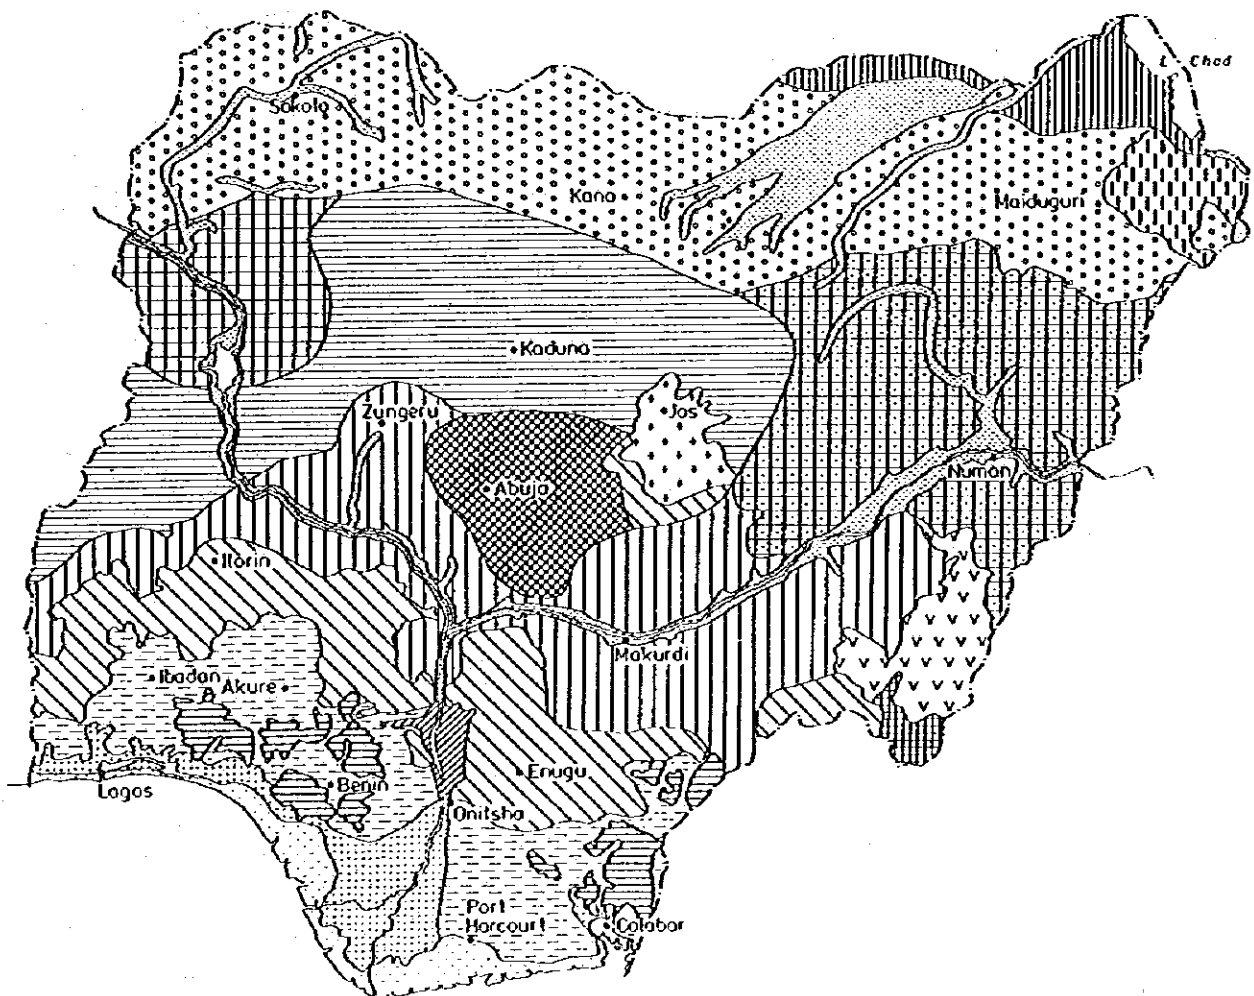 L. Chad
Sokoto
Kano
Maiduguri
Kaduna
Zungeru
Jos
Abuja
Numan
Ilorin
Makurdi
Ibadan
Akure
Enugu
Benin
Lagos
Onitsha
Port
Harcourt
Calabar